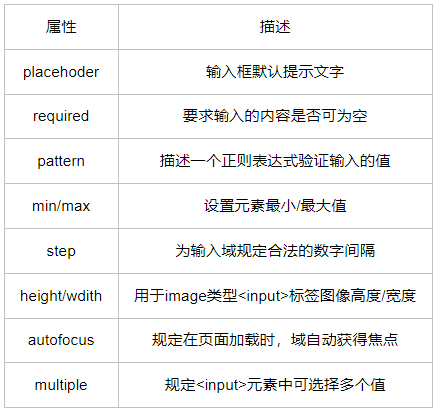 属性 描述
placehoder 输入框默认提示文字
required 要求输入的内容是否可为空
pattern 描述一个正则表达式验证输入的值
min/max 设置元素最小/最大值
step 为输入域规定合法的数字间隔
height/wdith 用于image类型<input>标签图像高度/宽度
autofocus 规定在页面加载时，域自动获得焦点
multiple 规定<input>元素中可选择多个值